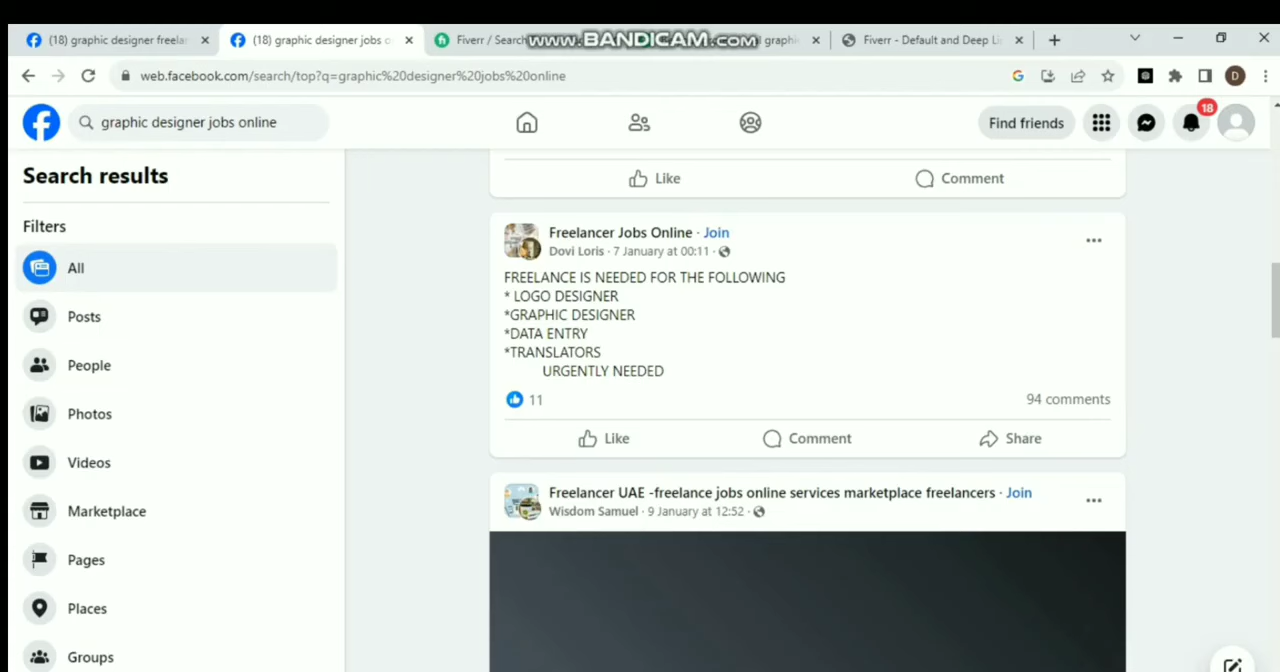 (18) graphic designer freela
(18) graphic designer jobs o
Fiverr / Search
www.BANDICAM.com
graphi
Fiverr - Default and Deep Li
web.facebook.com/search/top?q=graphic%20designer%20jobs%20online
graphic designer jobs online
Find friends
18
D
Search results
Filters
All
Posts
People
Photos
Videos
Marketplace
Pages
Places
Groups
Like
Comment
Freelancer Jobs Online · Join
Dovi Loris · 7 January at 00:11 ·
FREELANCE IS NEEDED FOR THE FOLLOWING
* LOGO DESIGNER
*GRAPHIC DESIGNER
*DATA ENTRY
*TRANSLATORS
URGENTLY NEEDED
11
94 comments
Like
Comment
Share
Freelancer UAE -freelance jobs online services marketplace freelancers · Join
Wisdom Samuel · 9 January at 12:52 ·